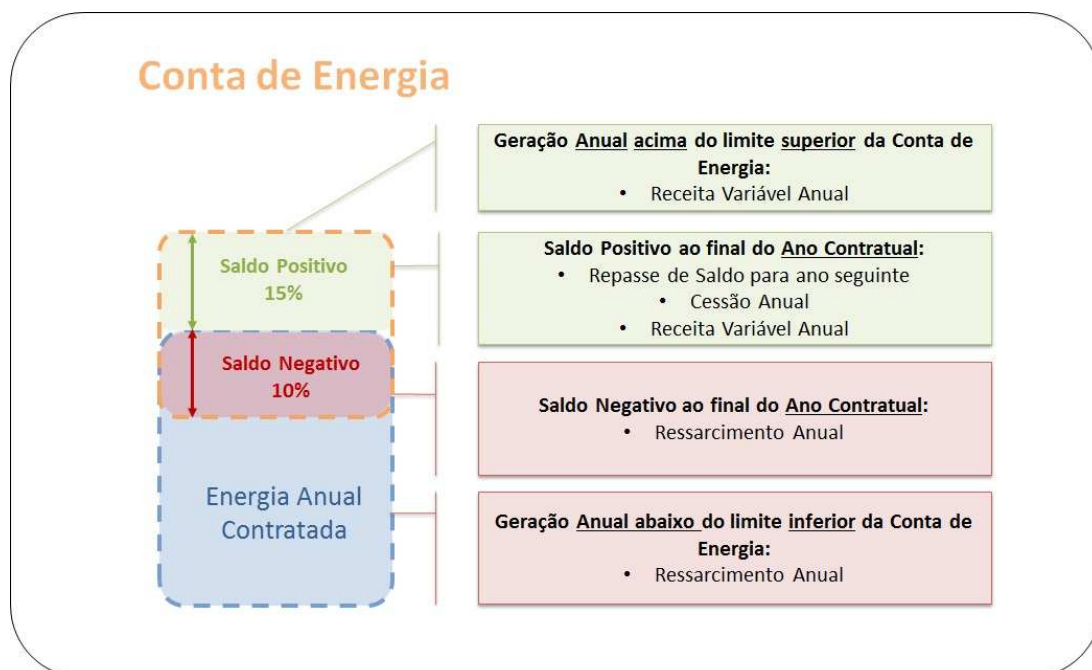 Conta de Energia
Geração Anual acima do limite superior da Conta de
Energia:
• Receita Variável Anual
Saldo Positivo
15%
Saldo Positivo ao final do Ano Contratual:
• Repasse de Saldo para ano seguinte
• Cessão Anual
• Receita Variável Anual
Saldo Negativo
10%
Saldo Negativo ao final do Ano Contratual:
• Ressarcimento Anual
Energia Anual
Contratada
Geração Anual abaixo do limite inferior da Conta de
Energia:
• Ressarcimento Anual